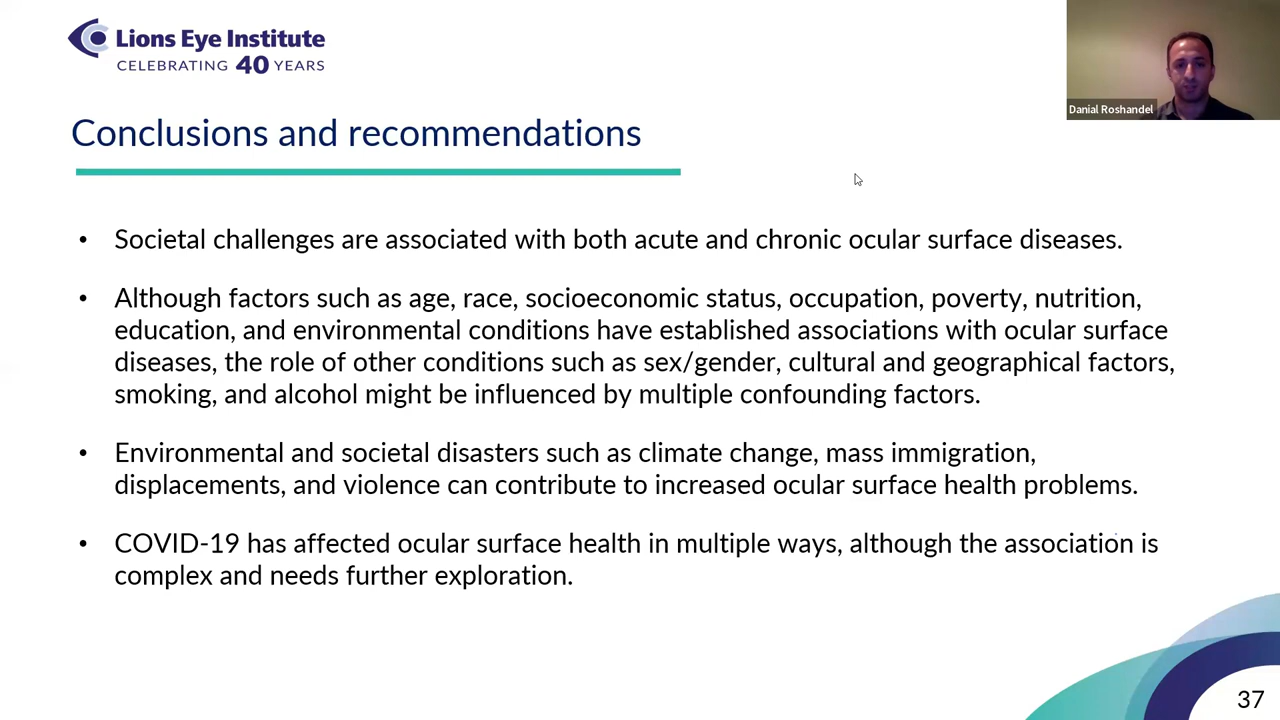 Lions Eye Institute
CELEBRATING 40 YEARS
Danial Roshandel
Conclusions and recommendations
• Societal challenges are associated with both acute and chronic ocular surface diseases.
• Although factors such as age, race, socioeconomic status, occupation, poverty, nutrition,
education, and environmental conditions have established associations with ocular surface
diseases, the role of other conditions such as sex/gender, cultural and geographical factors,
smoking, and alcohol might be influenced by multiple confounding factors.
• Environmental and societal disasters such as climate change, mass immigration,
displacements, and violence can contribute to increased ocular surface health problems.
• COVID-19 has affected ocular surface health in multiple ways, although the association is
complex and needs further exploration.
37